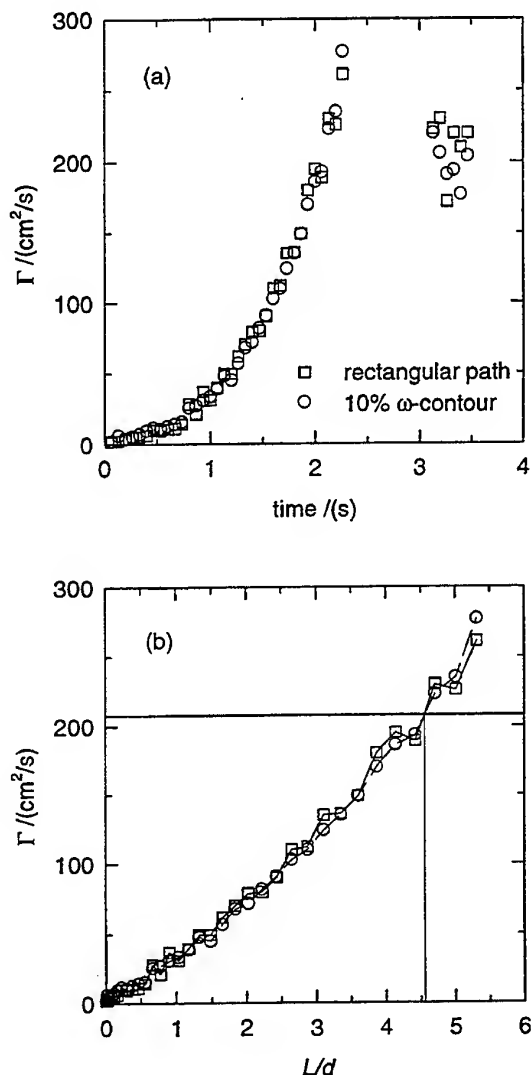 300
(a)
200
Γ /(cm²/s)
100
rectangular path
10% ω-contour
0
0 1 2 3 4
time /(s)
300
(b)
200
Γ /(cm²/s)
100
0
0 1 2 3 4 5 6
L/d